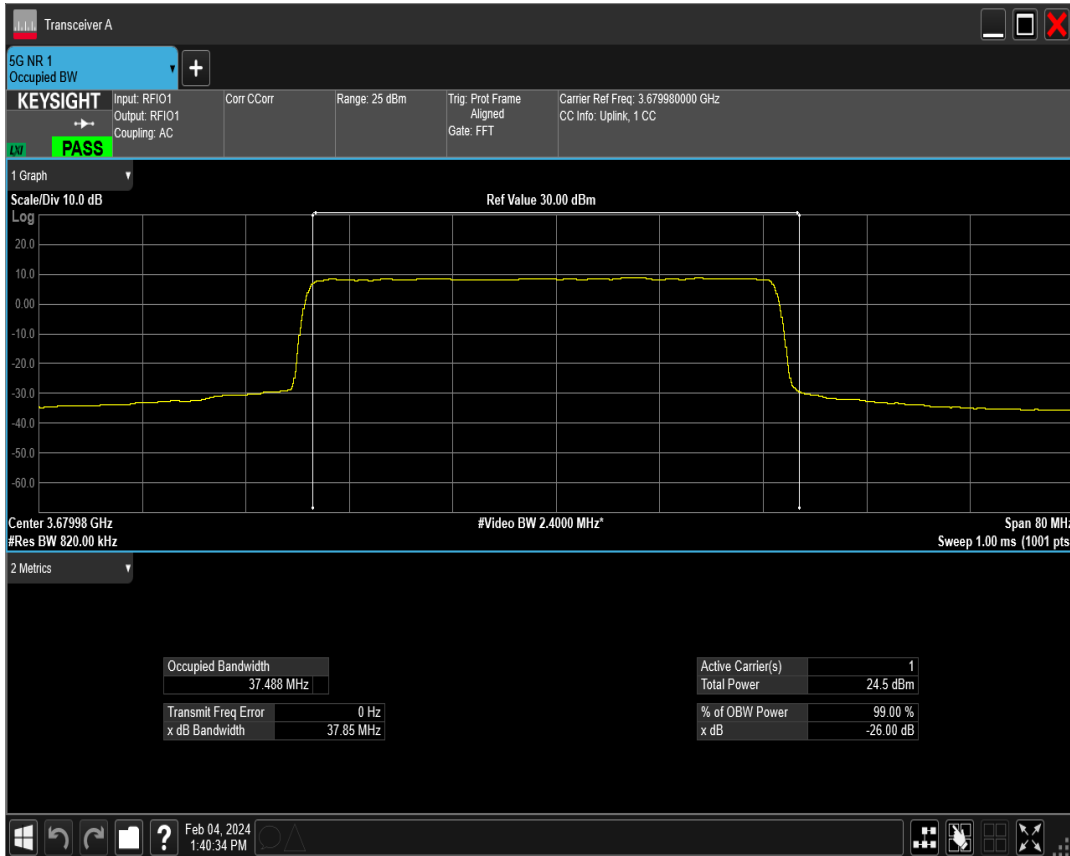 Transceiver A
5G NR 1
Occupied BW
+
KEYSIGHT
LXI
PASS
Input: RFIO1
Output: RFIO1
Coupling: AC
Corr CCorr
Range: 25 dBm
Trig: Prot Frame
Aligned
Gate: FFT
Carrier Ref Freq: 3.679980000 GHz
CC Info: Uplink, 1 CC
1 Graph
Scale/Div 10.0 dB
Ref Value 30.00 dBm
Log
20.0
10.0
0.00
-10.0
-20.0
-30.0
-40.0
-50.0
-60.0
Center 3.67998 GHz
#Video BW 2.4000 MHz*
Span 80 MHz
#Res BW 820.00 kHz
Sweep 1.00 ms (1001 pts
2 Metrics
Occupied Bandwidth
37.488 MHz
Transmit Freq Error 0 Hz
x dB Bandwidth 37.85 MHz
Active Carrier(s) 1
Total Power 24.5 dBm
% of OBW Power 99.00 %
x dB -26.00 dB
?
Feb 04, 2024
1:40:34 PM